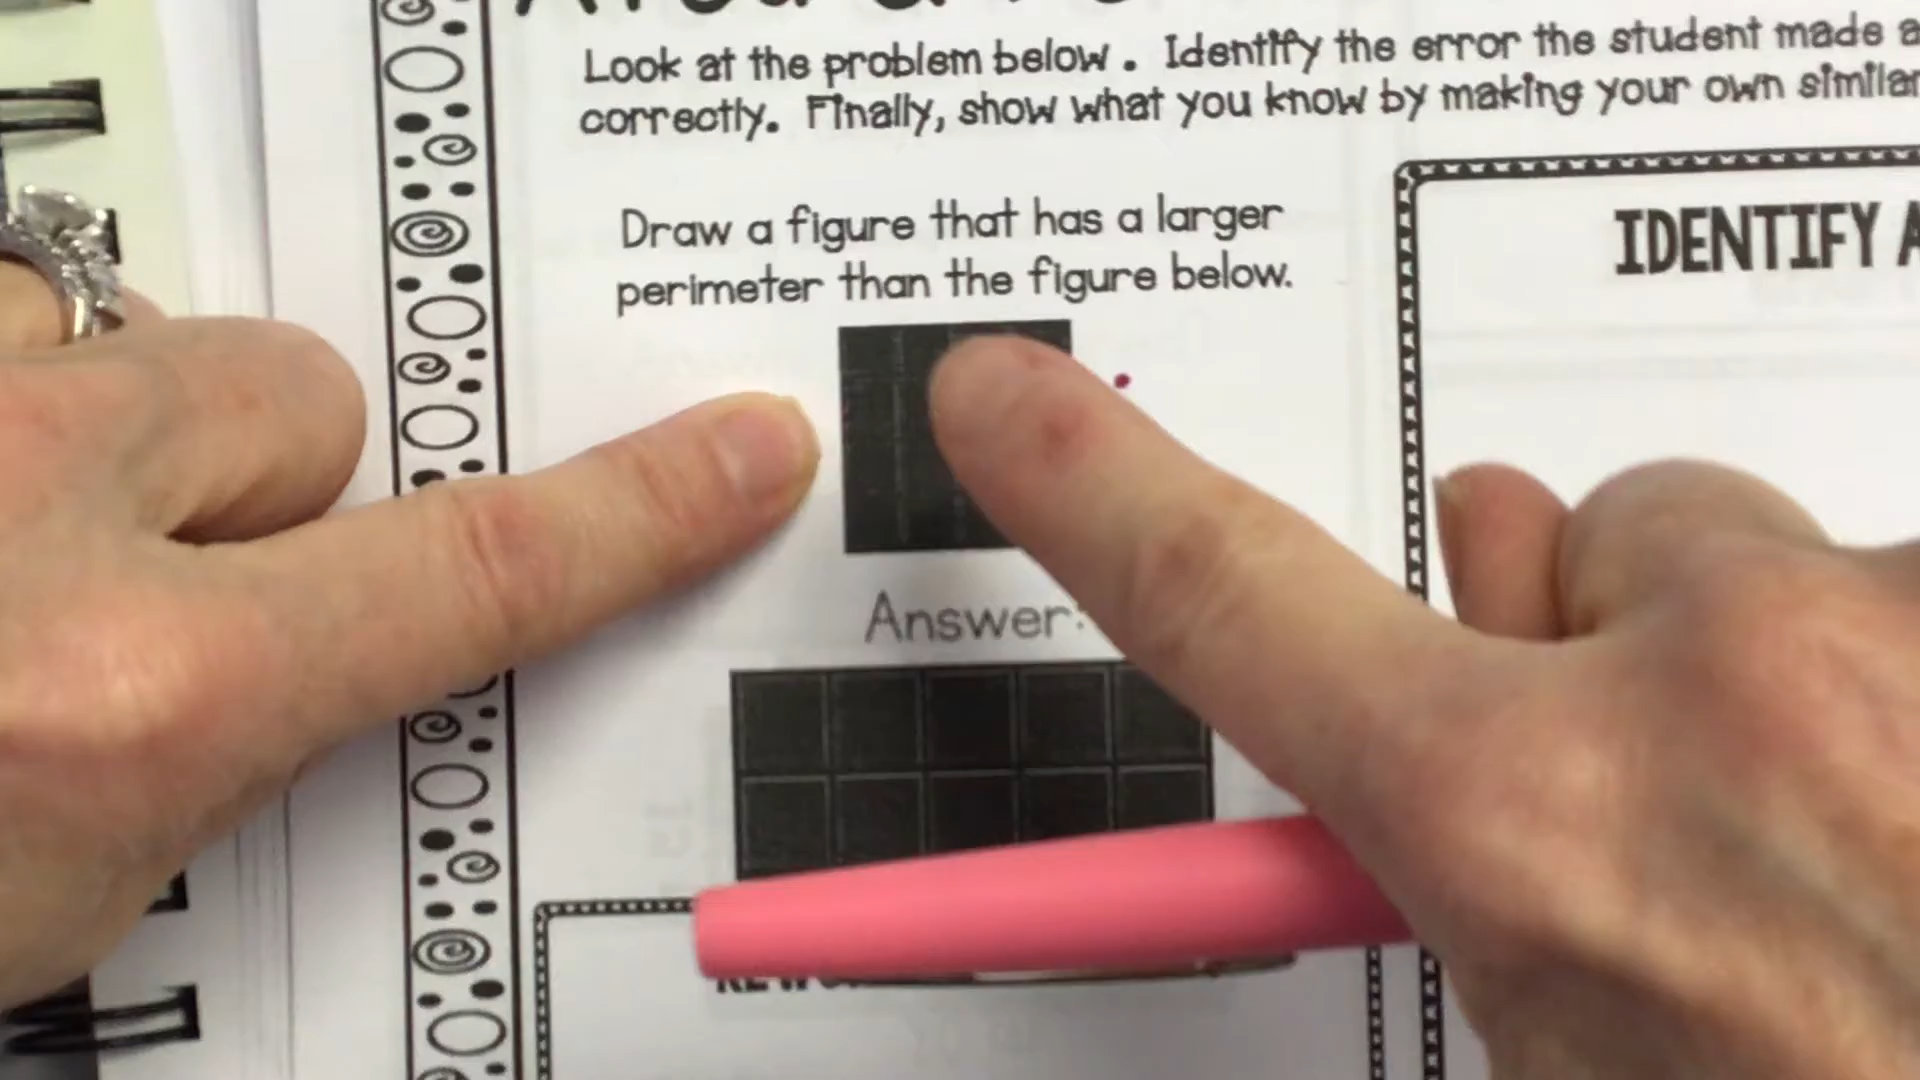 Look at the problem below. Identify the error the student made a
correctly. Finally, show what you know by making your own similar
Draw a figure that has a larger
perimeter than the figure below.
IDENTIFY A
Answer: